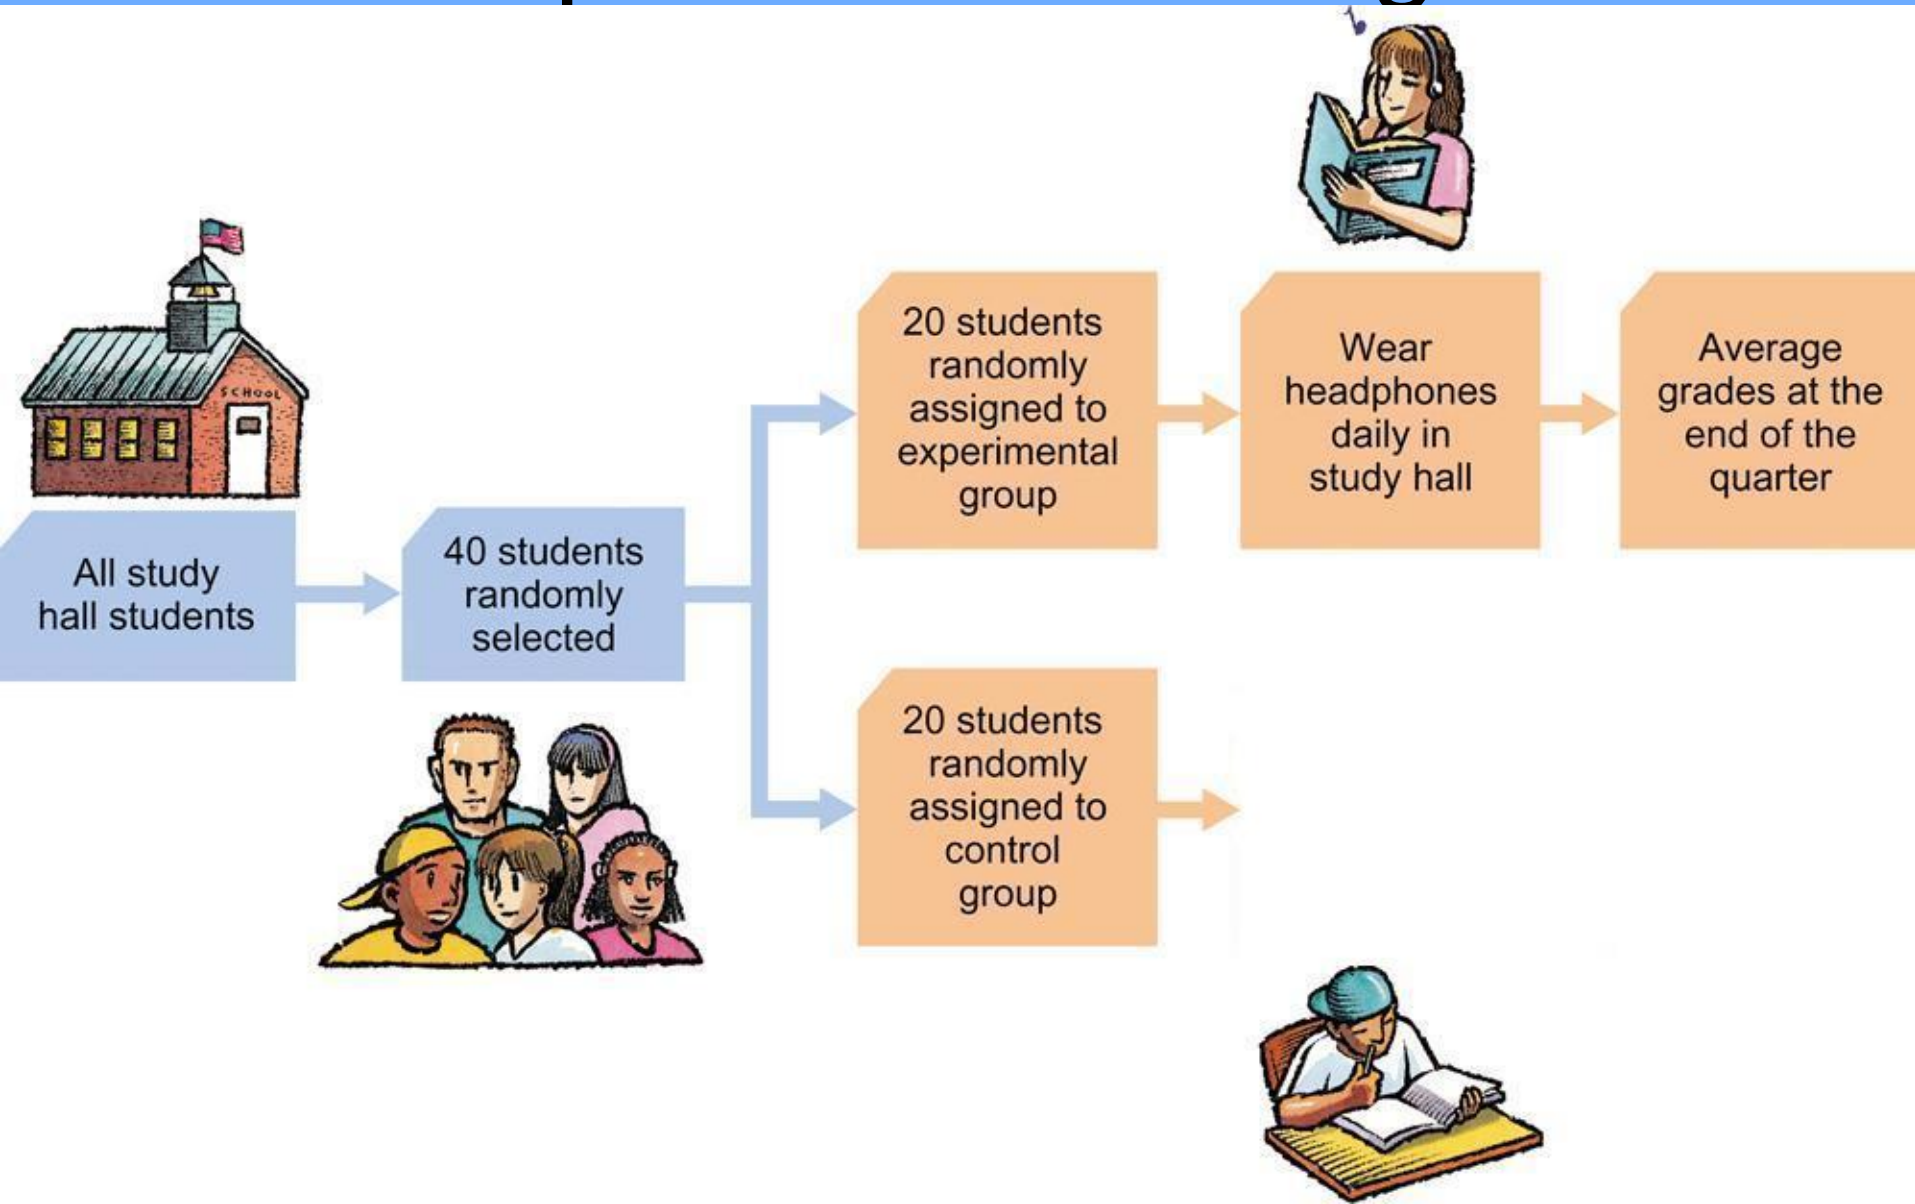 SCHOOL
All study
hall students
40 students
randomly
selected
20 students
randomly
assigned to
experimental
group
Wear
headphones
daily in
study hall
Average
grades at the
end of the
quarter
20 students
randomly
assigned to
control
group